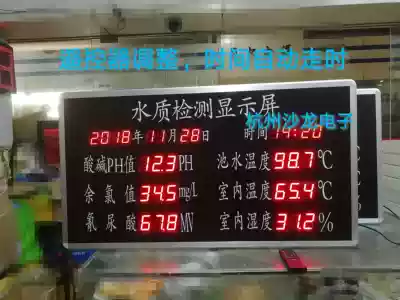 温控器调整，时间自动走时
水质检测显示屏
杭州沙龙电子
2018年11月28日 时间 14:20
酸碱PH值 12.3 PH 池水温度 98.7 ℃
余氯值 34.5 mg/L 室内温度 65.4 ℃
氰尿酸 67.8 MV 室内湿度 31.2 %